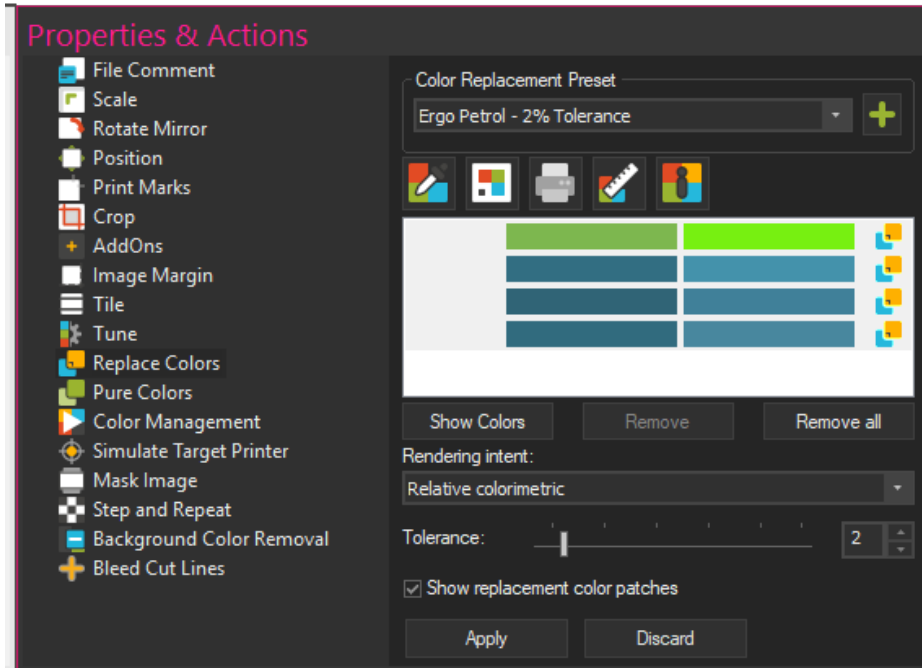 Properties & Actions
File Comment
Scale
Rotate Mirror
Position
Print Marks
Crop
AddOns
Image Margin
Tile
Tune
Replace Colors
Pure Colors
Color Management
Simulate Target Printer
Mask Image
Step and Repeat
Background Color Removal
Bleed Cut Lines
Color Replacement Preset
Ergo Petrol - 2% Tolerance
Show Colors
Remove
Remove all
Rendering intent:
Relative colorimetric
Tolerance:
2
Show replacement color patches
Apply
Discard